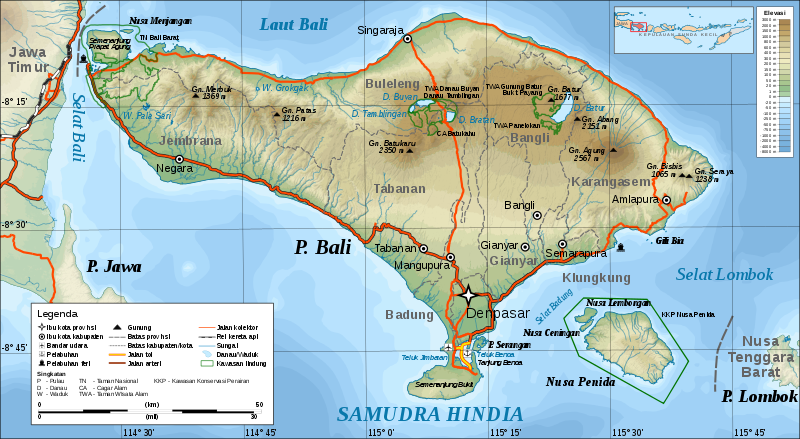 Laut Bali
Nusa Menjangan
TN Bali Barat
Semenanjung
Prapat Agung
Singaraja
Elevasi
KEPULAUAN SUNDA KECIL
Jawa
Timur
Selat Bali
8°15'
Gn. Merbuk
1369 m
W. Grokgak
W. Pala Sari
Gn. Patas
1216 m
Buleleng
TWA Danau Buyan
Danau Tamblingan
D. Buyan
D. Tamblingan
D. Bratan
CA Batukahu
TWA Gunung Batur
Bukit Payang
Gn. Batur
1677 m
D. Batur
TWA Panelokan
Bangli
Gn. Abang
2151 m
Gn. Batukaru
2350 m
Gn. Agung
2567 m
Gn. Bisbis
1065 m
Gn. Seraya
1238 m
Jembrana
Negara
Tabanan
Karangasem
Amlapura
Bangli
8°30'
P. Bali
Tabanan
Mangupura
Gianyar
Gianyar
Semarapura
Klungkung
Gili Bia
P. Jawa
Selat Lombok
Badung
Denpasar
Selat Badung
Nusa Lembongan
KKP Nusa Penida
Nusa Ceningan
Nusa Penida
Nusa
Tenggara
Barat
P. Lombok
8°45'
P. Serangan
Teluk Jimbaran
Teluk Benoa
Tanjung Benoa
Semenanjung Bukit
SAMUDRA HINDIA
Legenda
Ibu kota provinsi
Ibu kota kabupaten
Bandar udara
Pelabuhan
Pelabuhan feri
Gunung
Batas provinsi
Batas kabupaten/kota
Jalan tol
Jalan arteri
Jalan kolektor
Rel kereta api
Sungai
Danau/Waduk
Kawasan lindung
Singkatan
P - Pulau
D - Danau
W - Waduk
TN - Taman Nasional
CA - Cagar Alam
TWA - Taman Wisata Alam
KKP - Kawasan Konservasi Perairan
0 (km) 50
0 (mil) 30
114°30'
114°45'
115°0'
115°15'
115°30'
115°45'